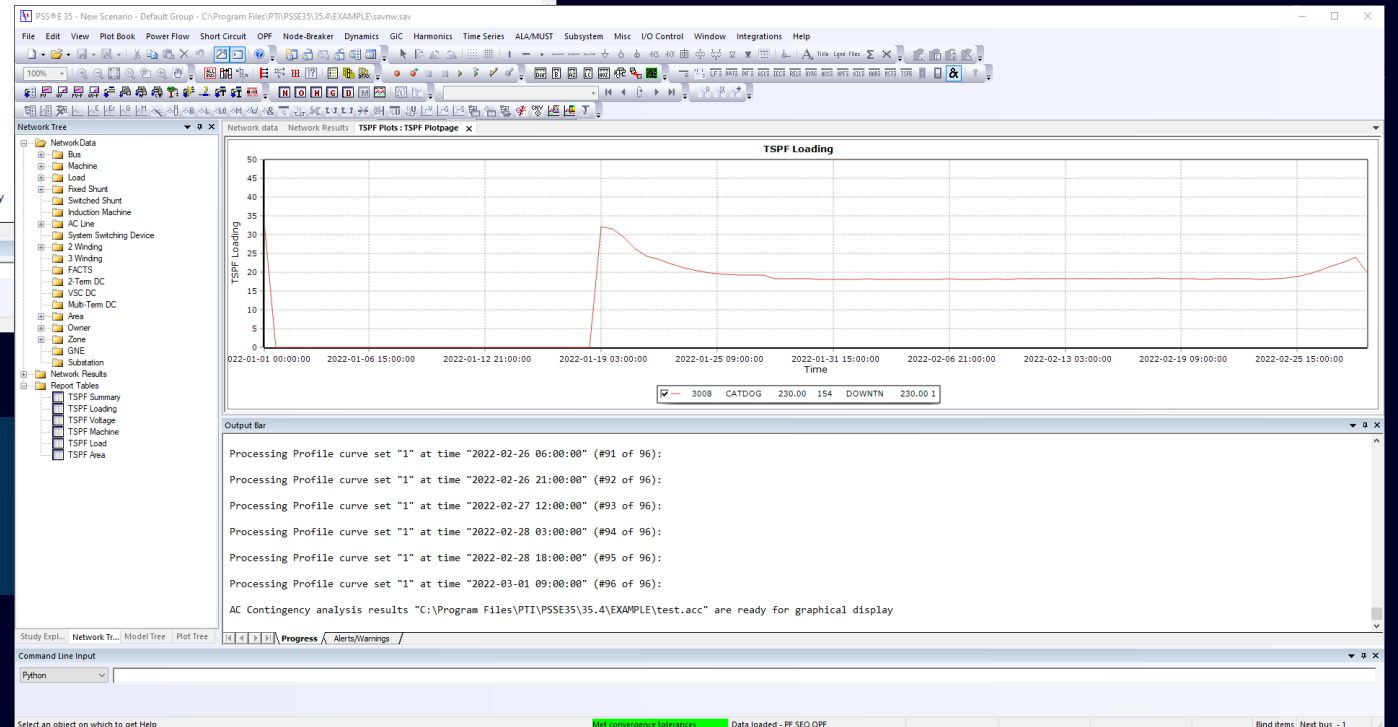 PSS®E 35 - New Scenario - Default Group - C:\Program Files\PTI\PSSE35\35.4\EXAMPLE\savnw.sav
File Edit View Plot Book Power Flow Short Circuit OPF Node-Breaker Dynamics GIC Harmonics Time Series ALA/MUST Subsystem Misc I/O Control Window Integrations Help
Title Lgnd Files
100%
N O H G D M
Network Tree
Network data Network Results TSPF Plots : TSPF Plotpage
NetworkData
Bus
Machine
Load
Fixed Shunt
Switched Shunt
Induction Machine
AC Line
System Switching Device
2 Winding
3 Winding
FACTS
2-Term DC
VSC DC
Multi-Term DC
Area
Owner
Zone
GNE
Substation
Network Results
Report Tables
TSPF Summary
TSPF Loading
TSPF Voltage
TSPF Machine
TSPF Load
TSPF Area
TSPF Loading
TSPF Loading
50
45
40
35
30
25
20
15
10
5
0
022-01-01 00:00:00 2022-01-06 15:00:00 2022-01-12 21:00:00 2022-01-19 03:00:00 2022-01-25 09:00:00 2022-01-31 15:00:00 2022-02-06 21:00:00 2022-02-13 03:00:00 2022-02-19 09:00:00 2022-02-25 15:00:00
Time
3008 CATDOG 230.00 154 DOWNTN 230.00 1
Output Bar
Processing Profile curve set "1" at time "2022-02-26 06:00:00" (#91 of 96):
Processing Profile curve set "1" at time "2022-02-26 21:00:00" (#92 of 96):
Processing Profile curve set "1" at time "2022-02-27 12:00:00" (#93 of 96):
Processing Profile curve set "1" at time "2022-02-28 03:00:00" (#94 of 96):
Processing Profile curve set "1" at time "2022-02-28 18:00:00" (#95 of 96):
Processing Profile curve set "1" at time "2022-03-01 09:00:00" (#96 of 96):
AC Contingency analysis results "C:\Program Files\PTI\PSSE35\35.4\EXAMPLE\test.acc" are ready for graphical display
Study Expl... Network Tr... Model Tree Plot Tree
Progress Alerts/Warnings
Command Line Input
Python
Select an object on which to get Help
Met convergence tolerances
Data loaded - PF SEQ OPF
Bind items Next bus - 1